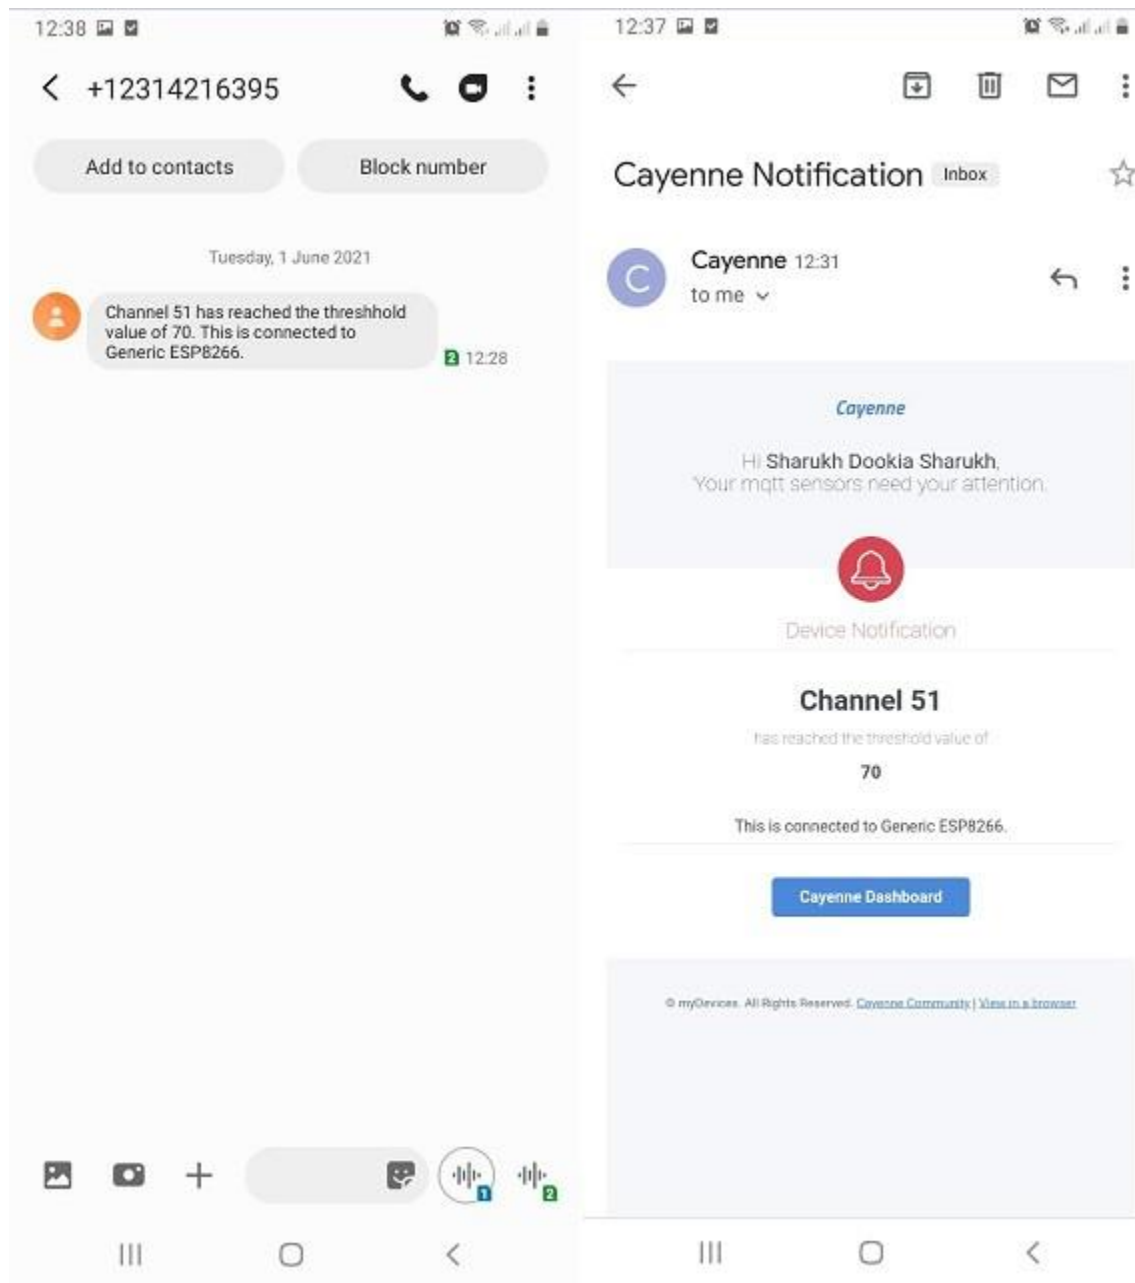 12:38
+12314216395
Add to contacts
Block number
Tuesday, 1 June 2021
Channel 51 has reached the threshhold
value of 70. This is connected to
Generic ESP8266.
2 12:28
1
2
12:37
Cayenne Notification Inbox
C
Cayenne 12:31
to me
Cayenne
Hi Sharukh Dookia Sharukh,
Your mqtt sensors need your attention.
Device Notification
Channel 51
has reached the threshold value of
70
This is connected to Generic ESP8266.
Cayenne Dashboard
© myDevices. All Rights Reserved. Cayenne Community | View in a browser